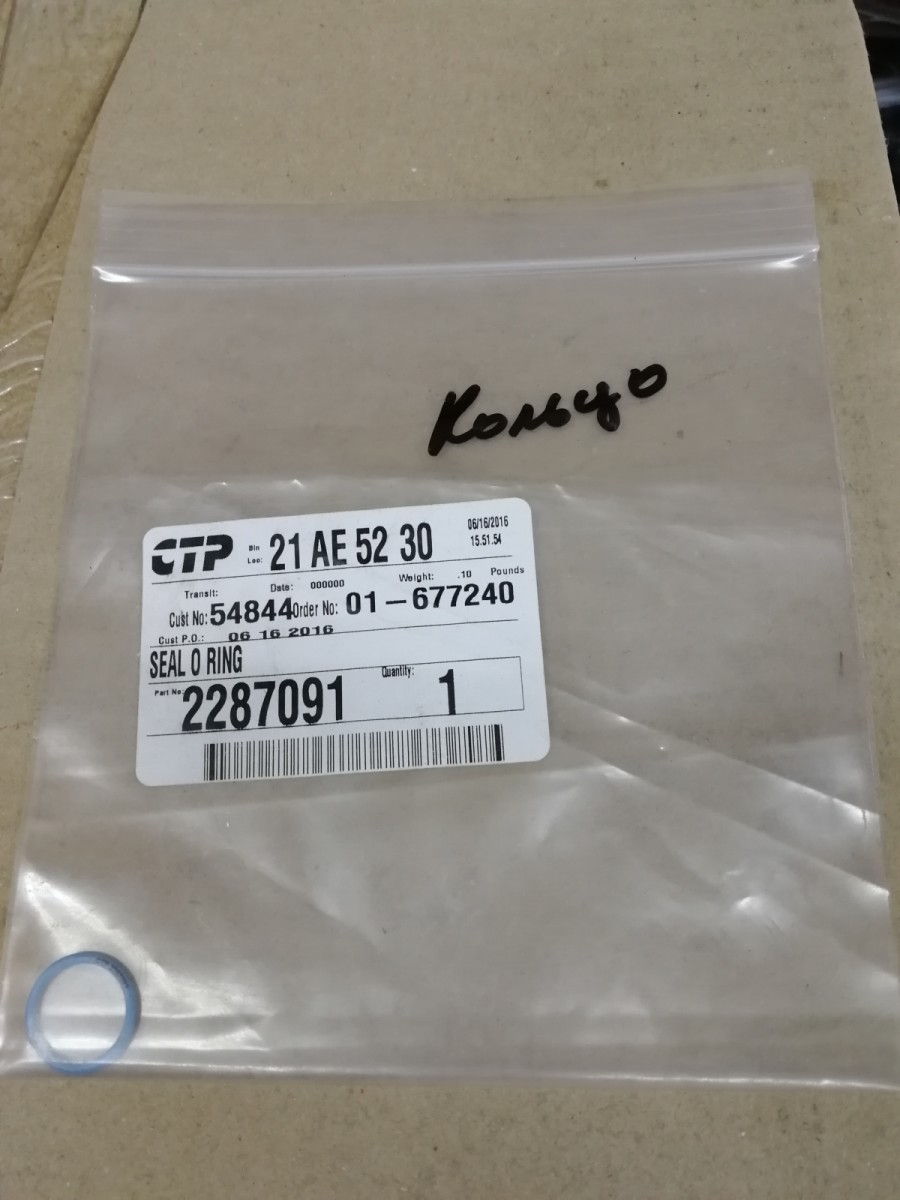 Кольцо
CTP Bin Loc: 21 AE 52 30 06/16/2016 15.51.54
Transit: Date: 000000 Weight: .10 Pounds
Cust No: 54844 Order No: 01-677240
Cust P.O.: 06 16 2016
SEAL O RING
Part No: 2287091 Quantity: 1